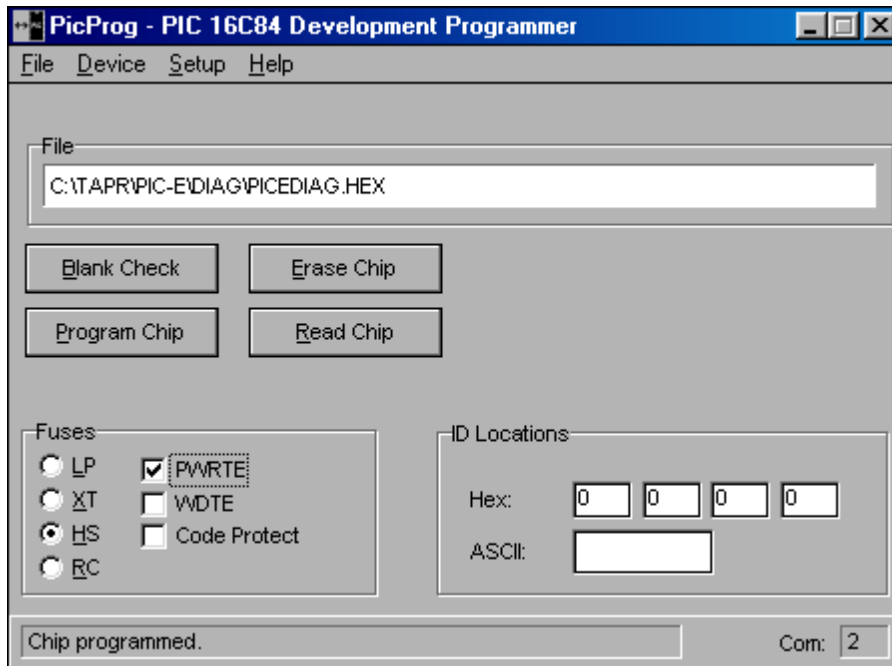 PicProg - PIC 16C84 Development Programmer
File Device Setup Help
File
C:\TAPR\PIC-E\DIAG\PICEDIAG.HEX
Blank Check Erase Chip
Program Chip Read Chip
Fuses
LP PWRTE
XT WDTE
HS Code Protect
RC
ID Locations
Hex: 0 0 0 0
ASCII:
Chip programmed. Com: 2